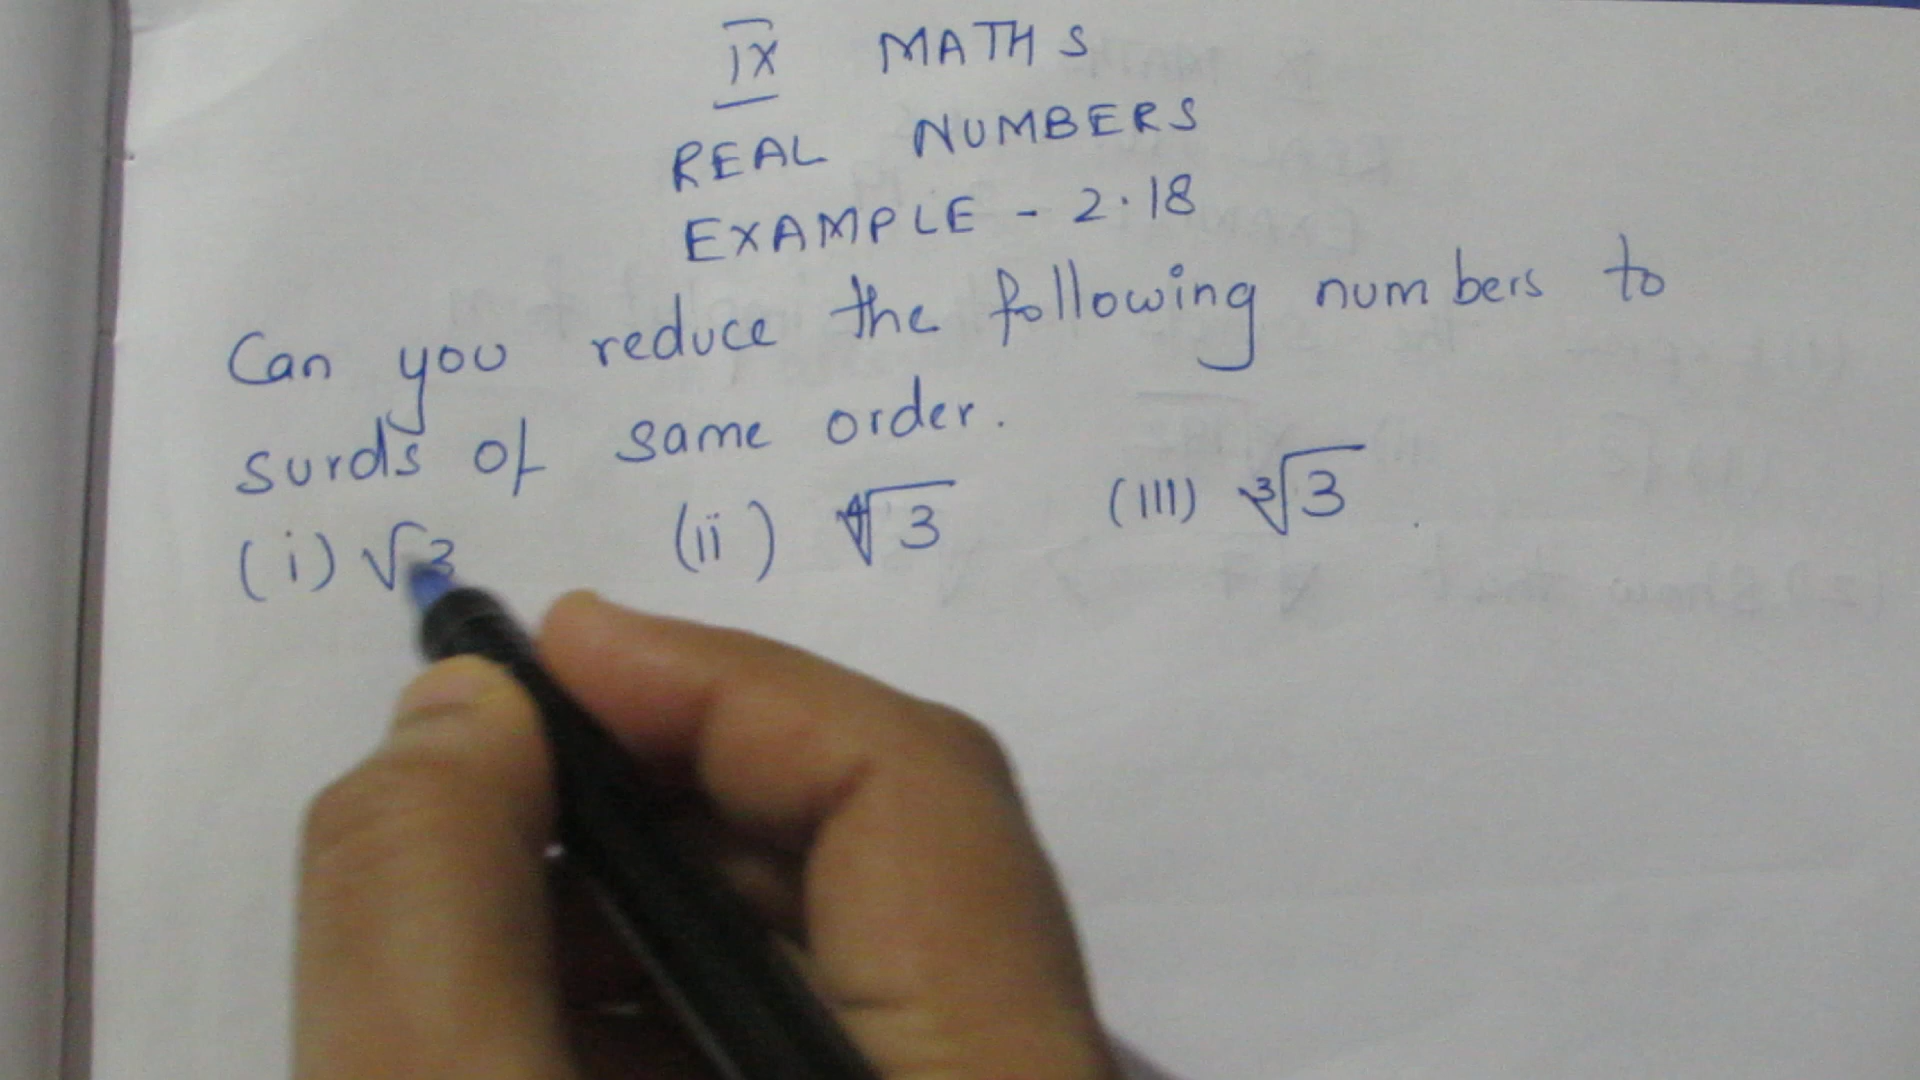 IX MATHS
REAL NUMBERS
EXAMPLE - 2.18
Can you reduce the following numbers to
surds of same order.
(i) √3 (ii) ∜3 (III) ∛3